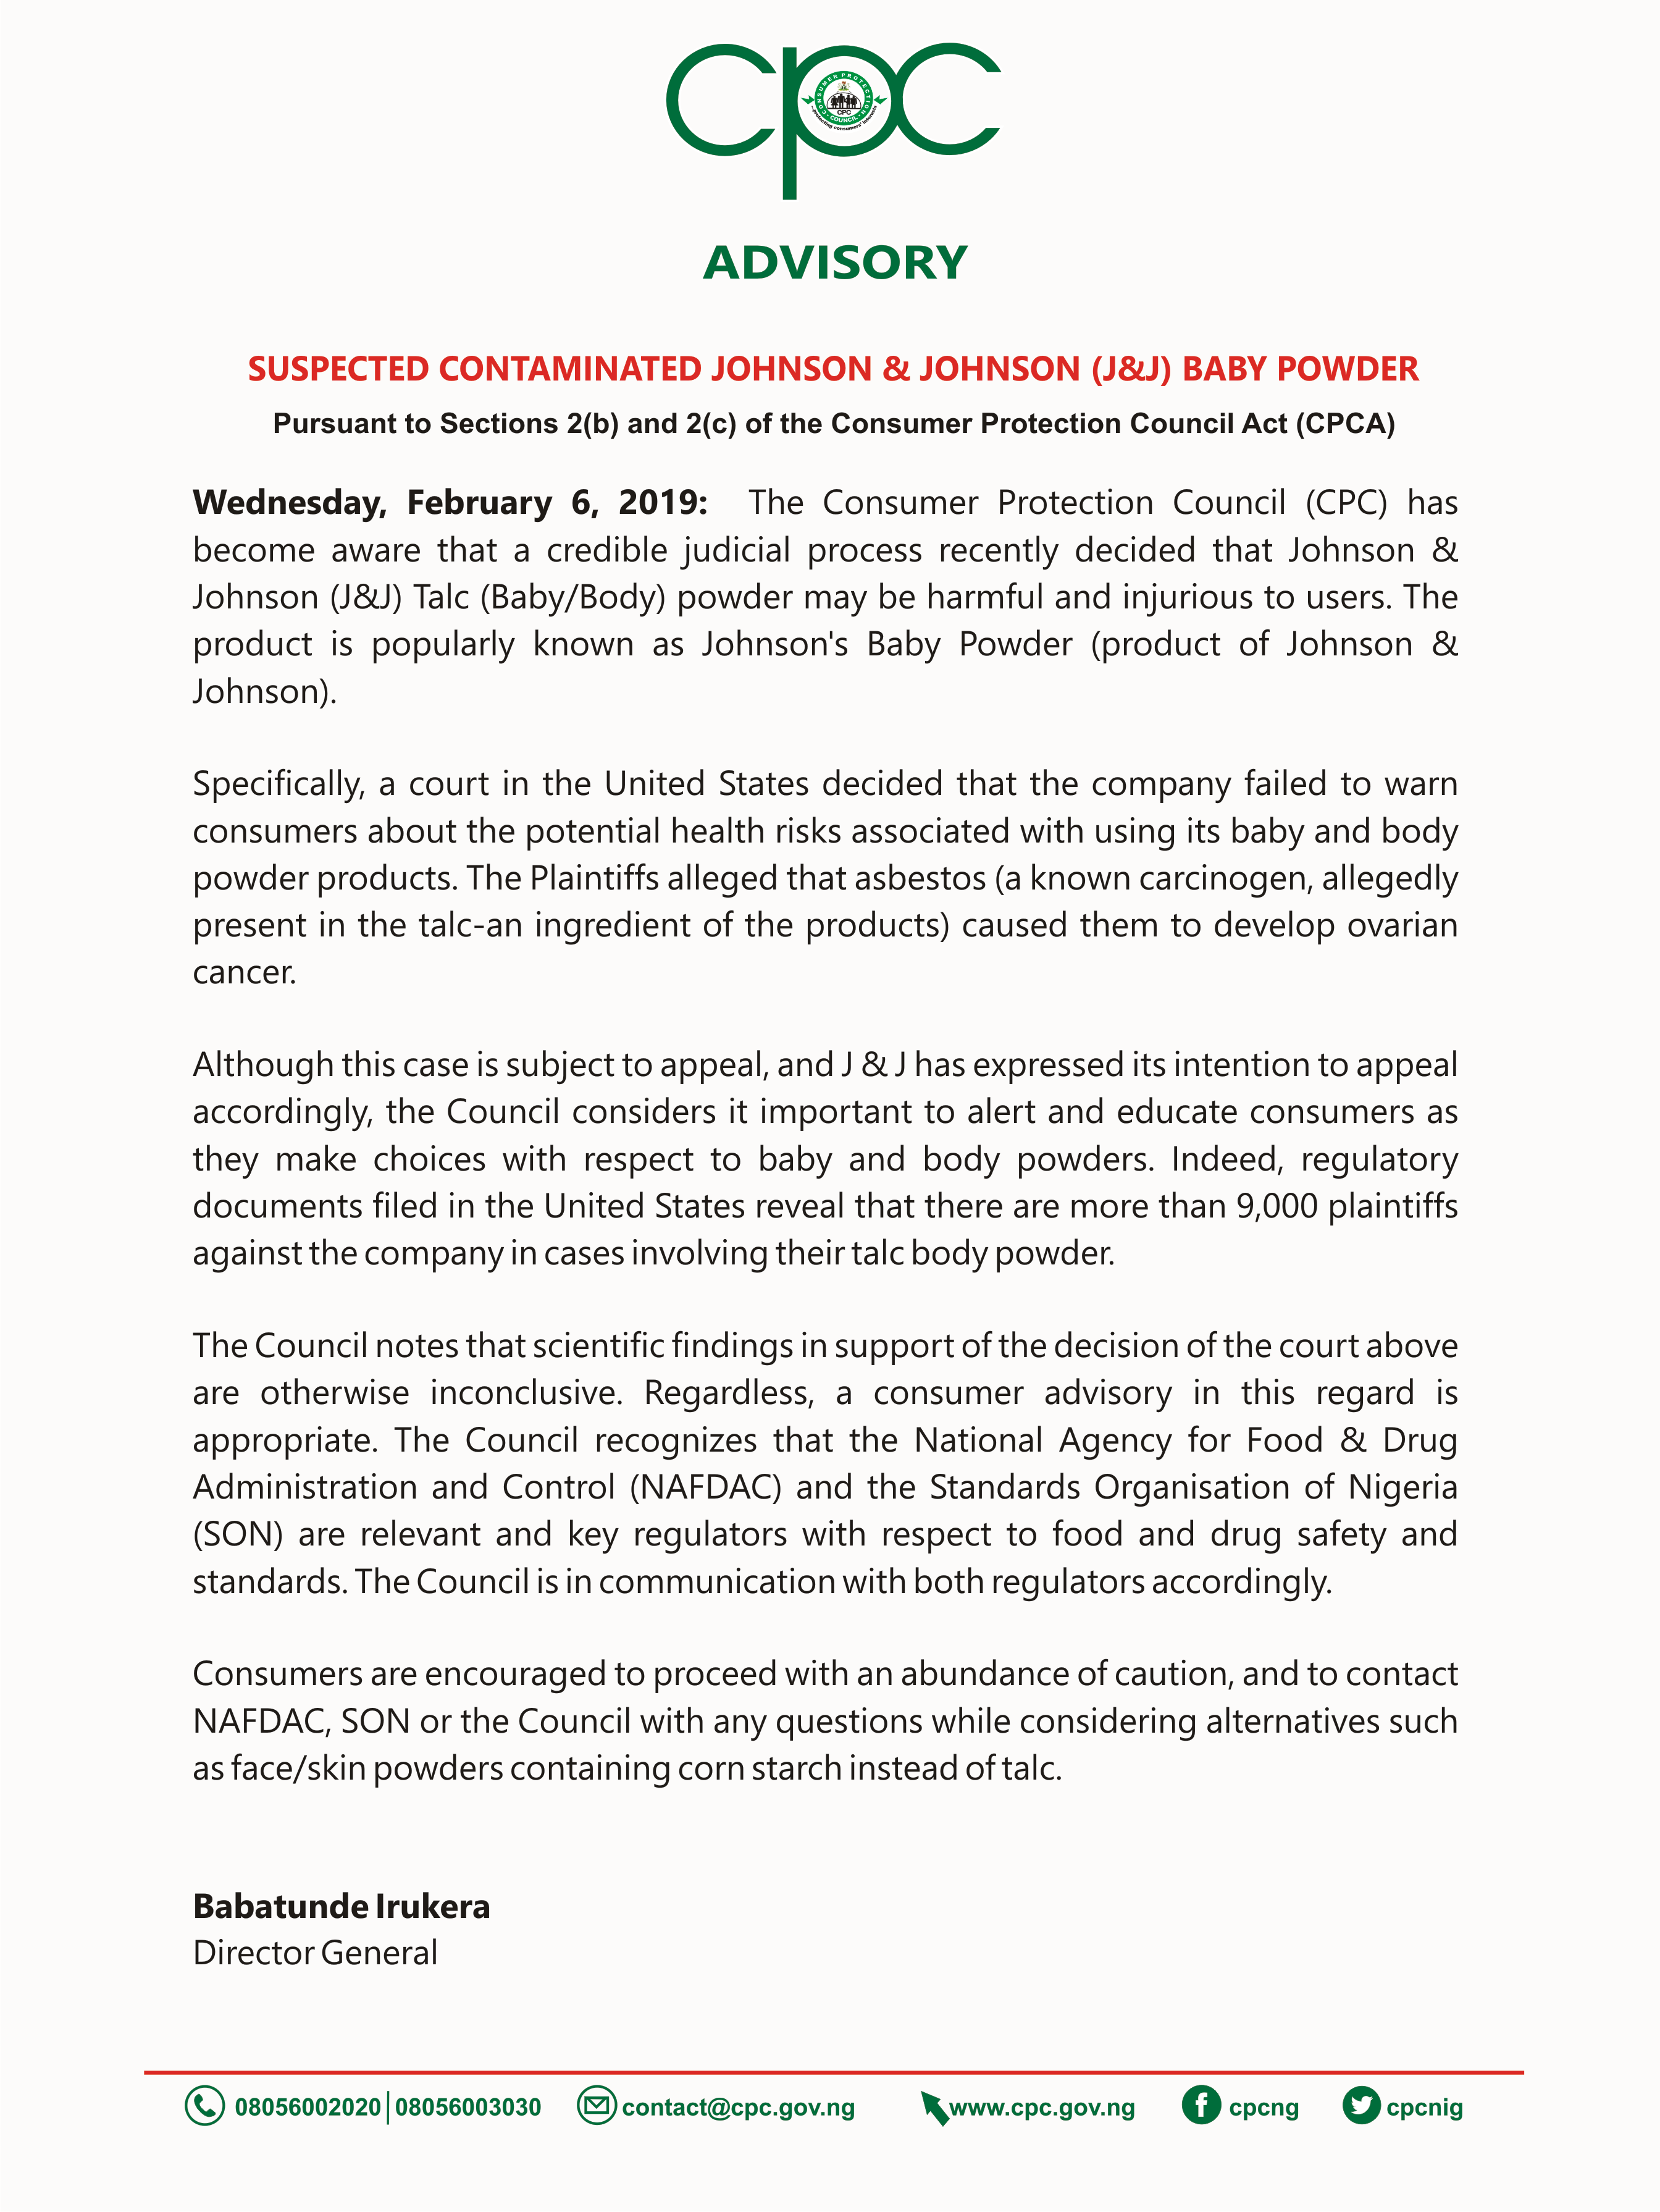 cpc
CONSUMER PROTECTION
CPC
COUNCIL
...protecting consumers' interests
ADVISORY
SUSPECTED CONTAMINATED JOHNSON & JOHNSON (J&J) BABY POWDER
Pursuant to Sections 2(b) and 2(c) of the Consumer Protection Council Act (CPCA)
Wednesday, February 6, 2019: The Consumer Protection Council (CPC) has
become aware that a credible judicial process recently decided that Johnson &
Johnson (J&J) Talc (Baby/Body) powder may be harmful and injurious to users. The
product is popularly known as Johnson's Baby Powder (product of Johnson &
Johnson).
Specifically, a court in the United States decided that the company failed to warn
consumers about the potential health risks associated with using its baby and body
powder products. The Plaintiffs alleged that asbestos (a known carcinogen, allegedly
present in the talc-an ingredient of the products) caused them to develop ovarian
cancer.
Although this case is subject to appeal, and J & J has expressed its intention to appeal
accordingly, the Council considers it important to alert and educate consumers as
they make choices with respect to baby and body powders. Indeed, regulatory
documents filed in the United States reveal that there are more than 9,000 plaintiffs
against the company in cases involving their talc body powder.
The Council notes that scientific findings in support of the decision of the court above
are otherwise inconclusive. Regardless, a consumer advisory in this regard is
appropriate. The Council recognizes that the National Agency for Food & Drug
Administration and Control (NAFDAC) and the Standards Organisation of Nigeria
(SON) are relevant and key regulators with respect to food and drug safety and
standards. The Council is in communication with both regulators accordingly.
Consumers are encouraged to proceed with an abundance of caution, and to contact
NAFDAC, SON or the Council with any questions while considering alternatives such
as face/skin powders containing corn starch instead of talc.
Babatunde Irukera
Director General
08056002020|08056003030 contact@cpc.gov.ng www.cpc.gov.ng cpcng cpcnig